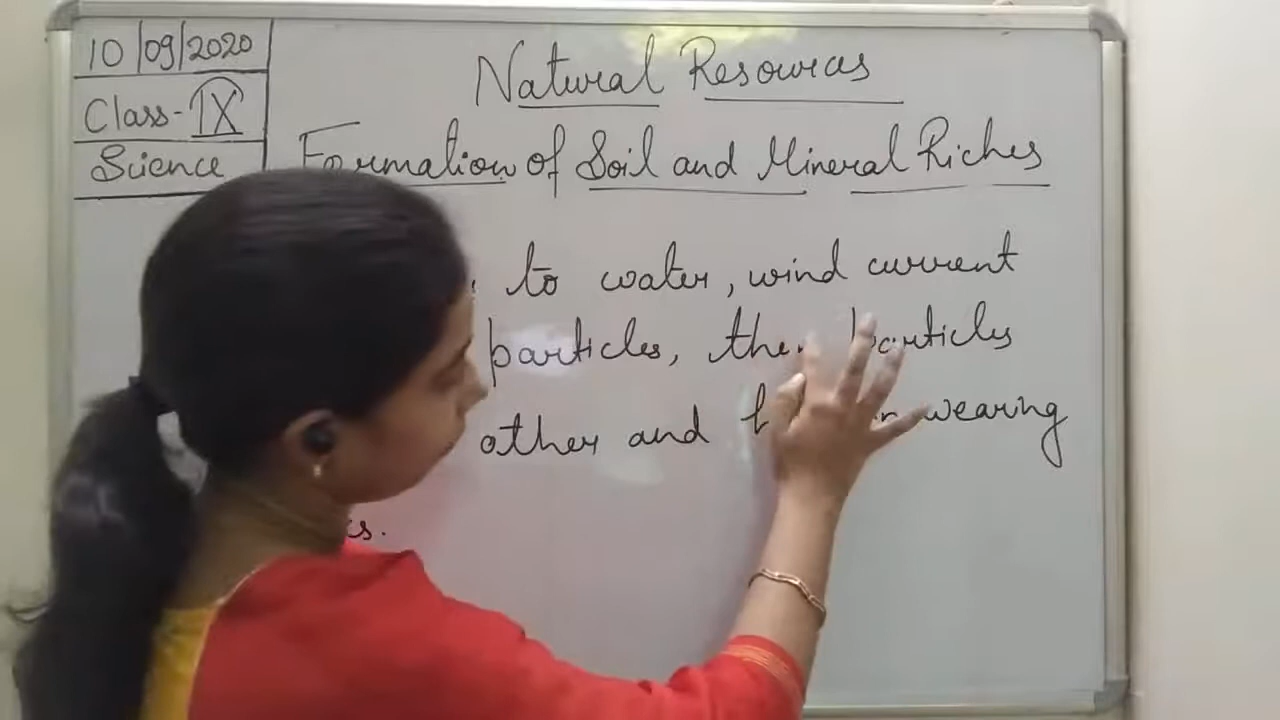 10/09/2020
Class-IX
Science
Natural Resources
Formation of Soil and Mineral Riches
to water, wind current
particles, particles
other and wearing